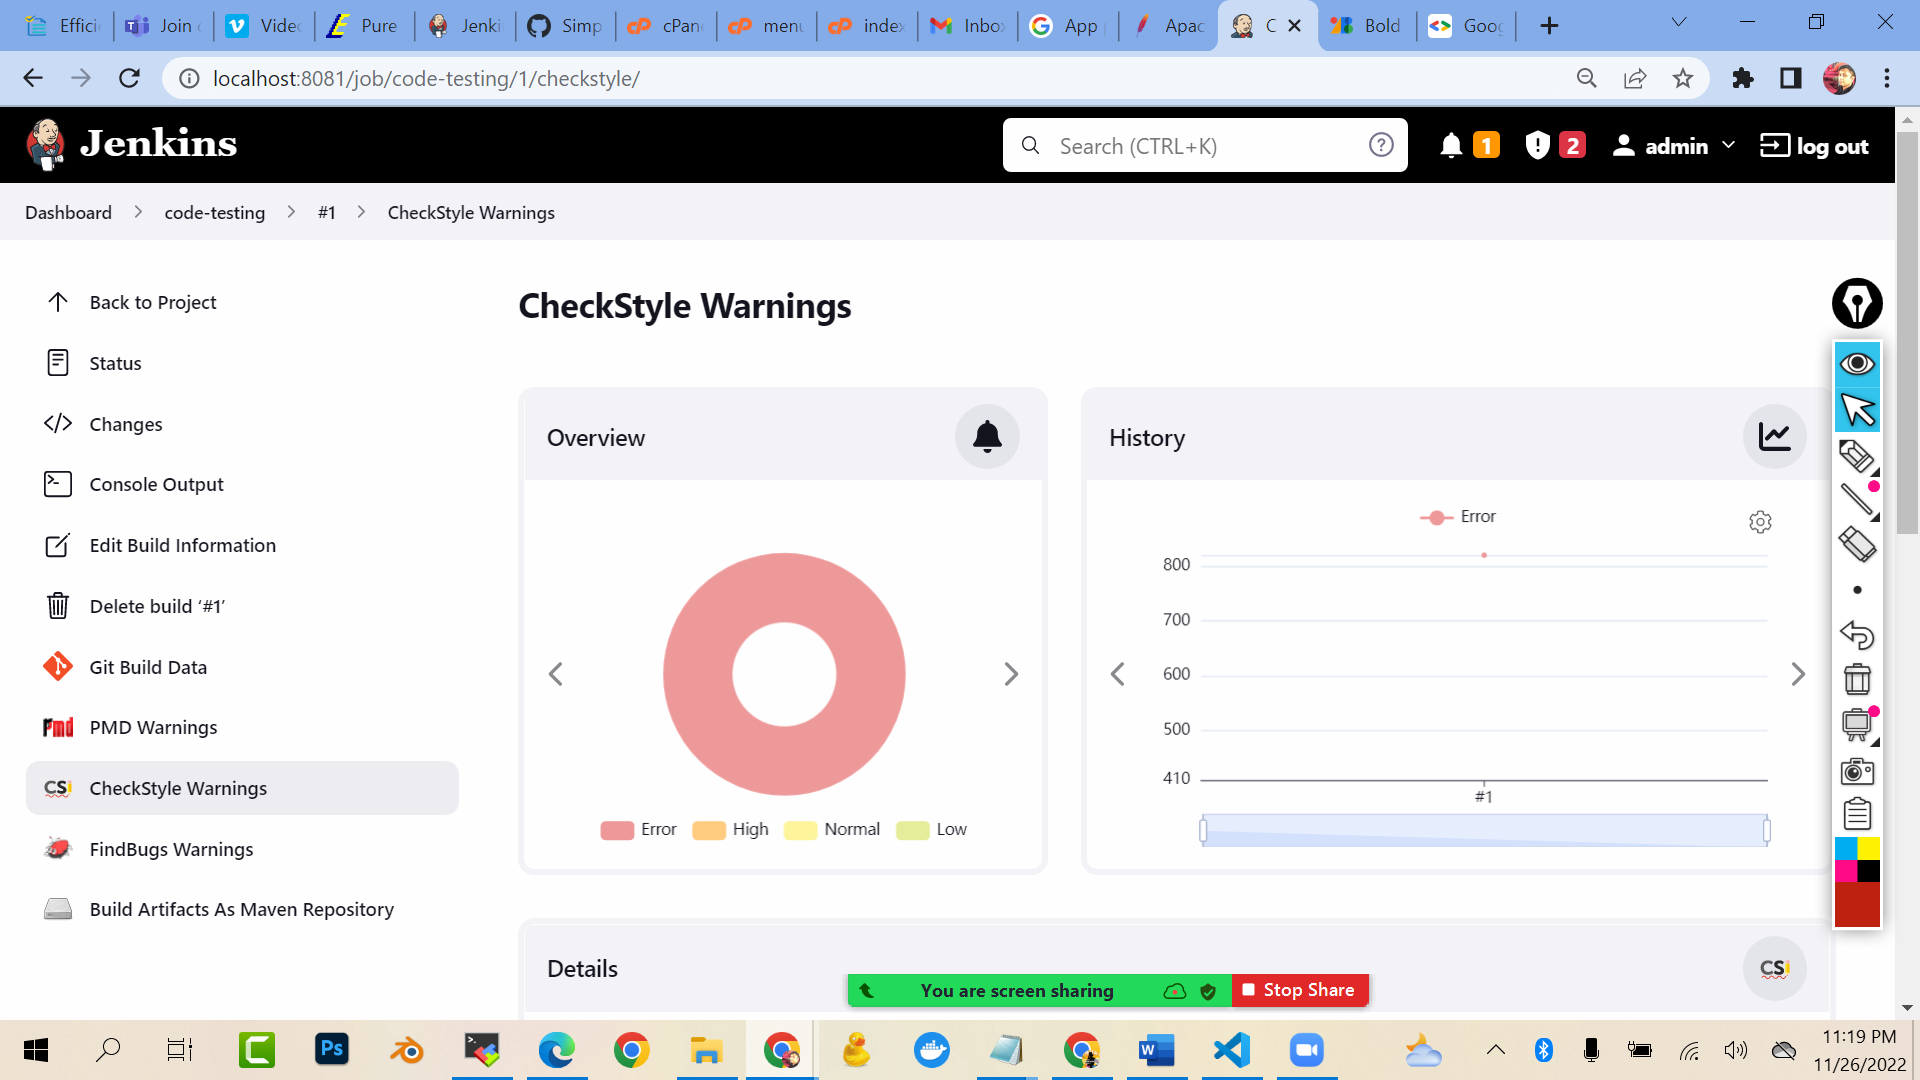 Effici
Join
Video
Pure
Jenki
Simp
cPan
menu
index
Inbox
App
Apac
C
Bold
Goog
localhost:8081/job/code-testing/1/checkstyle/
Jenkins
Search (CTRL+K)
1
2
admin
log out
Dashboard
code-testing
#1
CheckStyle Warnings
Back to Project
Status
Changes
Console Output
Edit Build Information
Delete build ‘#1’
Git Build Data
PMD Warnings
CheckStyle Warnings
FindBugs Warnings
Build Artifacts As Maven Repository
CheckStyle Warnings
Overview
Error
High
Normal
Low
History
Error
800
700
600
500
410
#1
Details
CSi
You are screen sharing
Stop Share
11:19 PM
11/26/2022